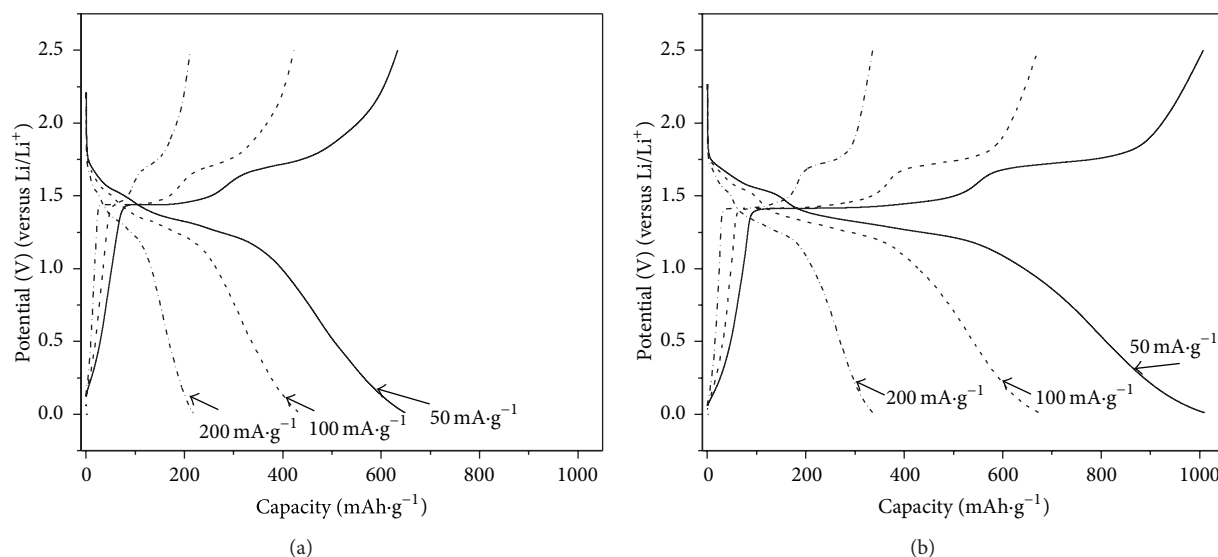 2.5
2.0
1.5
1.0
0.5
0.0
Potential (V) (versus Li/Li⁺)
200 mA·g⁻¹
100 mA·g⁻¹
50 mA·g⁻¹
0 200 400 600 800 1000
Capacity (mAh·g⁻¹)
(a)
2.5
2.0
1.5
1.0
0.5
0.0
Potential (V) (versus Li/Li⁺)
50 mA·g⁻¹
200 mA·g⁻¹
100 mA·g⁻¹
0 200 400 600 800 1000
Capacity (mAh·g⁻¹)
(b)